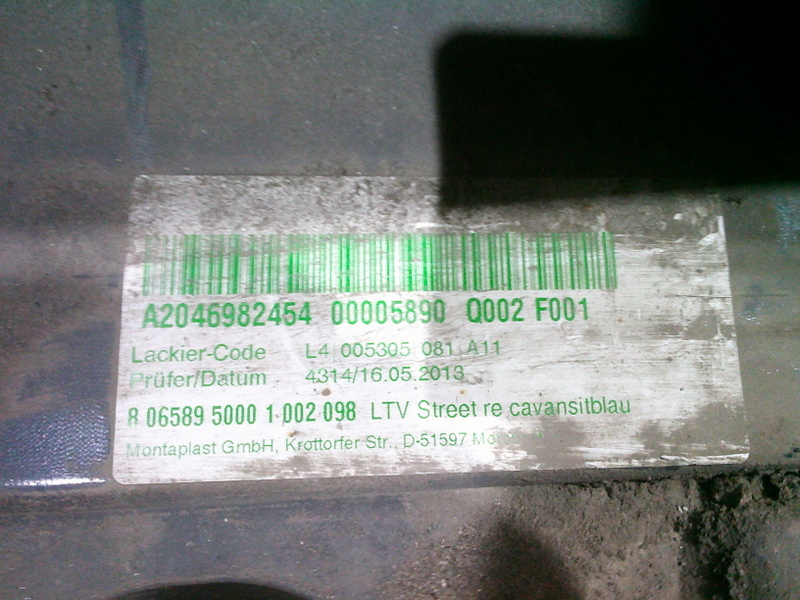 A2046982454 00005890 Q002 F001
Lackier-Code L4 005305 081 A11
Prüfer/Datum 4314/16.05.2013
8 06589 5000 1 002 098 LTV Street re cavansitblau
Montaplast GmbH, Krottorfer Str., D-51597